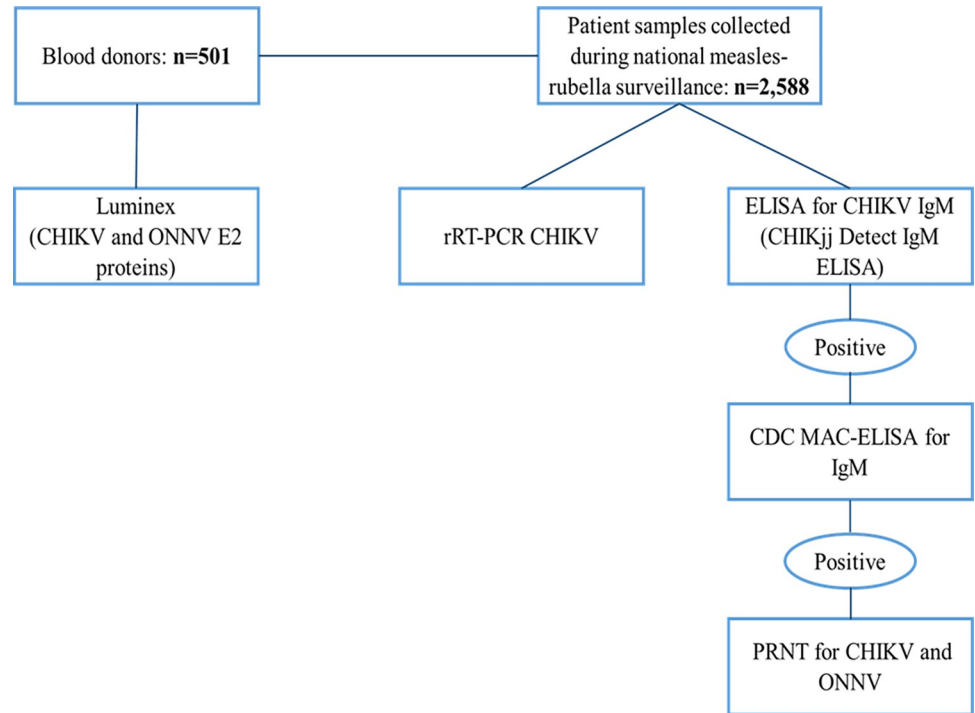 Blood donors: n=501
Patient samples collected
during national measles-
rubella surveillance: n=2,588
Luminex
(CHIKV and ONNV E2
proteins)
rRT-PCR CHIKV
ELISA for CHIKV IgM
(CHIKjj Detect IgM
ELISA)
Positive
CDC MAC-ELISA for
IgM
Positive
PRNT for CHIKV and
ONNV